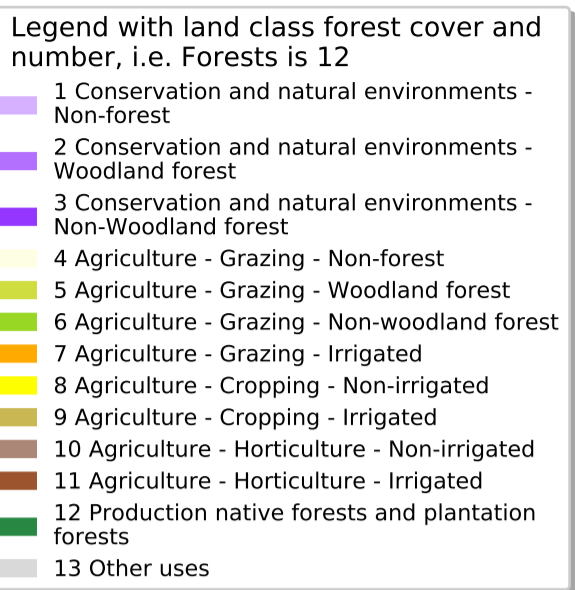 Legend with land class forest cover and
number, i.e. Forests is 12
1 Conservation and natural environments -
Non-forest
2 Conservation and natural environments -
Woodland forest
3 Conservation and natural environments -
Non-Woodland forest
4 Agriculture - Grazing - Non-forest
5 Agriculture - Grazing - Woodland forest
6 Agriculture - Grazing - Non-woodland forest
7 Agriculture - Grazing - Irrigated
8 Agriculture - Cropping - Non-irrigated
9 Agriculture - Cropping - Irrigated
10 Agriculture - Horticulture - Non-irrigated
11 Agriculture - Horticulture - Irrigated
12 Production native forests and plantation
forests
13 Other uses